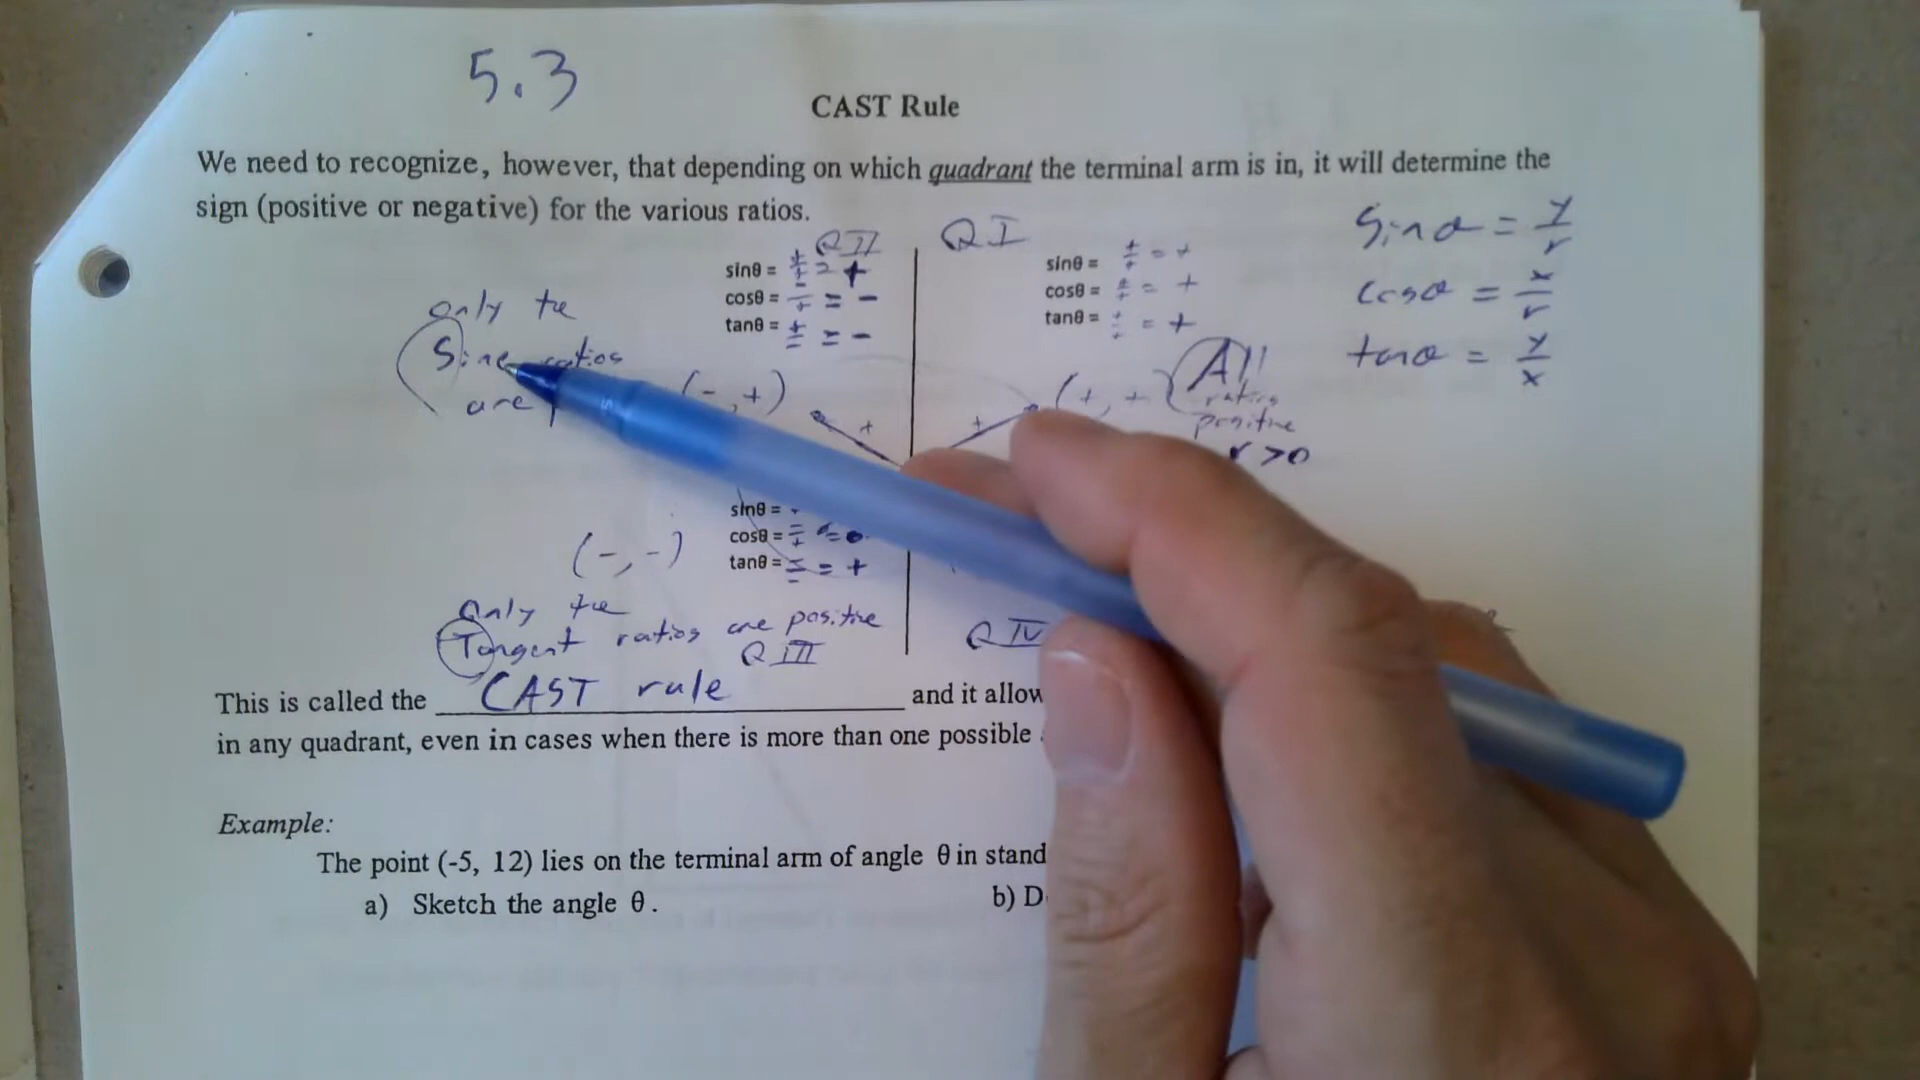 5.3
CAST Rule
We need to recognize, however, that depending on which quadrant the terminal arm is in, it will determine the
sign (positive or negative) for the various ratios.
QII
sinθ = +/+ = +
cosθ = -/+ = -
tanθ = +/- = -
QI
sinθ = +/+ = +
cosθ = +/+ = +
tanθ = +/+ = +
sinθ = y/r
cosθ = x/r
tanθ = y/x
only the
Sine ratios
are
(-, +)
+
+
(+, +)
All
ratios
positive
r > 0
(-, -)
sinθ =
cosθ = -/+ =
tanθ = -/- = +
Only the
Tangent ratios are positive
QIII
QIV
This is called the CAST rule and it allow
in any quadrant, even in cases when there is more than one possible
Example:
The point (-5, 12) lies on the terminal arm of angle θ in stand
a) Sketch the angle θ.
b) D